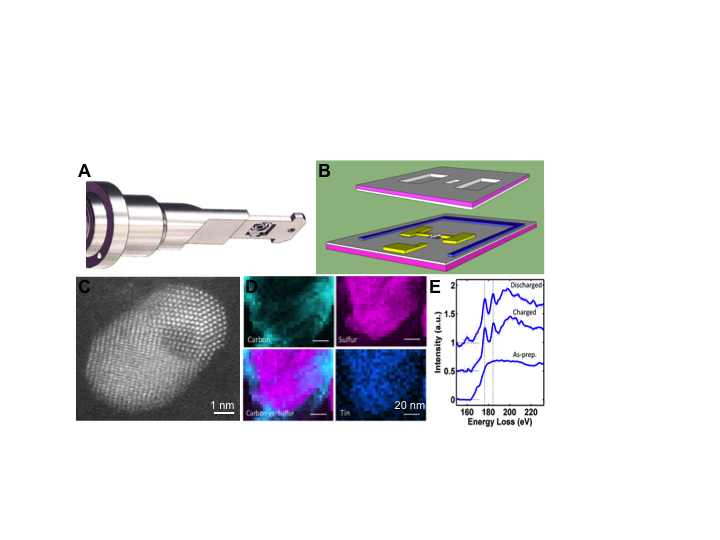 A
B
C
1 nm
D
Carbon
Sulfur
Carbon vs. Sulfur
Tin
20 nm
E
Intensity (a.u.)
2
1.5
1
0.5
0
Discharged
Charged
As-prep.
160 180 200 220
Energy Loss (eV)